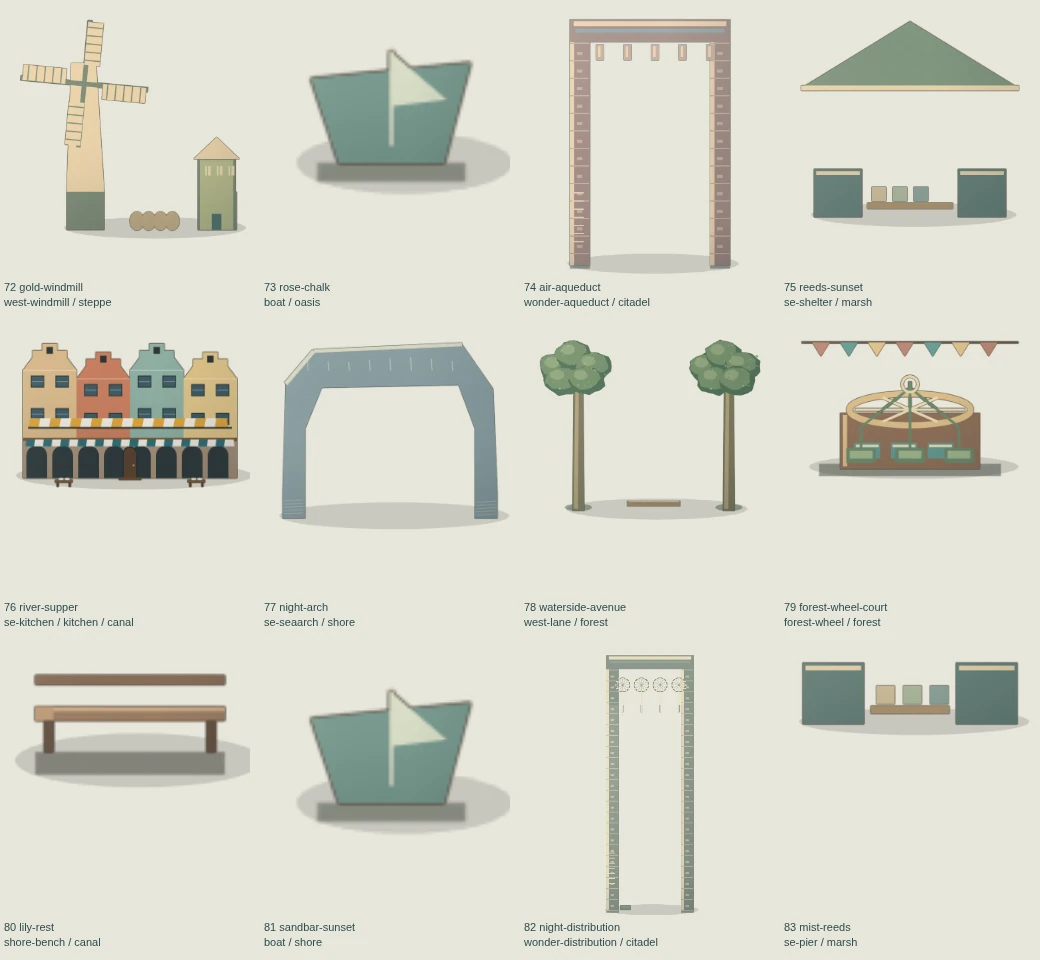 72 gold-windmill
west-windmill / steppe
73 rose-chalk
boat / oasis
74 air-aqueduct
wonder-aqueduct / citadel
75 reeds-sunset
se-shelter / marsh
76 river-supper
se-kitchen / kitchen / canal
77 night-arch
se-seaarch / shore
78 waterside-avenue
west-lane / forest
79 forest-wheel-court
forest-wheel / forest
80 lily-rest
shore-bench / canal
81 sandbar-sunset
boat / shore
82 night-distribution
wonder-distribution / citadel
83 mist-reeds
se-pier / marsh